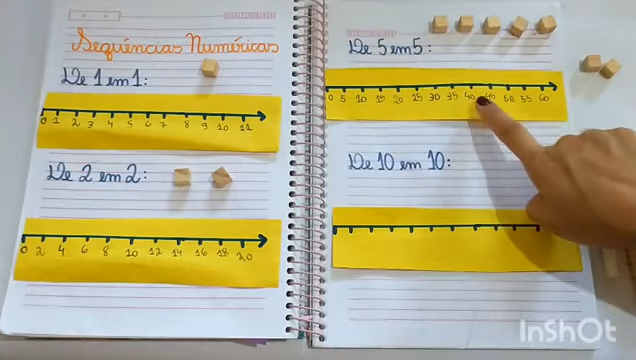 Sequências Numéricas
De 1 em 1:
0 1 2 3 4 5 6 7 8 9 10 11
De 2 em 2:
0 2 4 6 8 10 12 14 16 18 20
De 5 em 5:
0 5 10 15 20 25 30 35 40 45 50 55 60
De 10 em 10:
InShOt